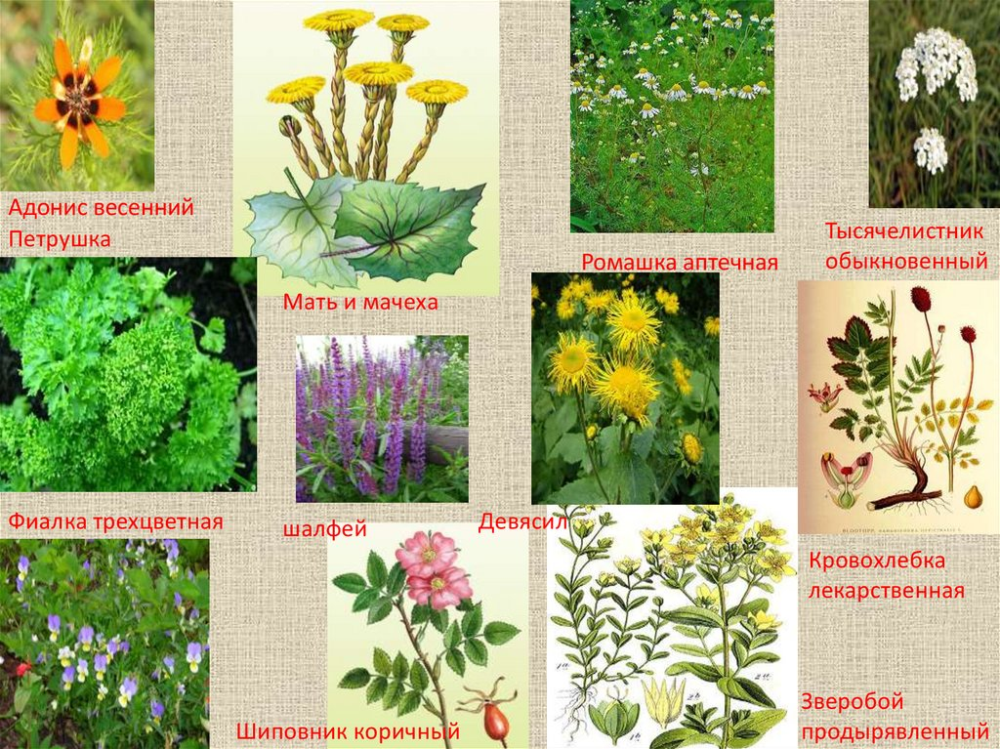 Адонис весенний
Петрушка
Мать и мачеха
Ромашка аптечная
Тысячелистник
обыкновенный
Фиалка трехцветная
шалфей
Девясил
Кровохлебка
лекарственная
Шиповник коричный
Зверобой
продырявленный